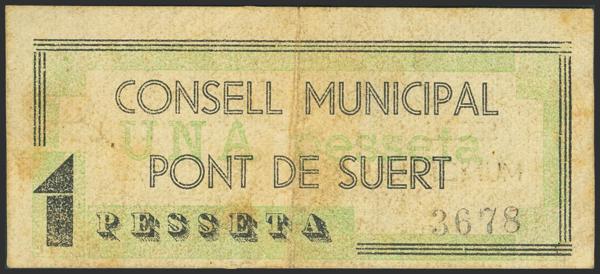 CONSELL MUNICIPAL
UNA pesseta
PONT DE SUERT
1 PESSETA 3678